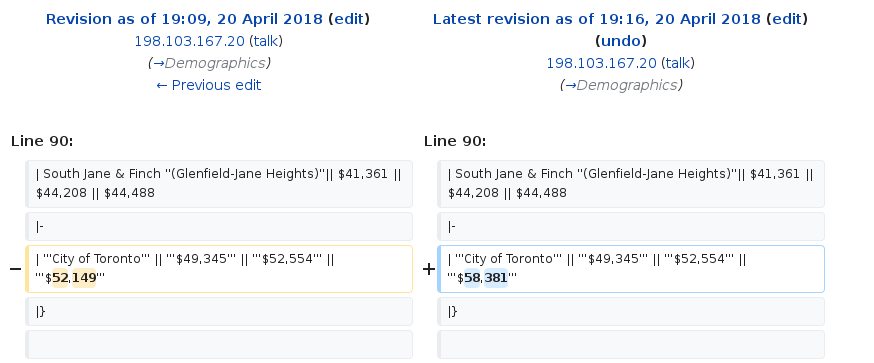 Revision as of 19:09, 20 April 2018 (edit)
198.103.167.20 (talk)
(→Demographics)
← Previous edit
Latest revision as of 19:16, 20 April 2018 (edit)
(undo)
198.103.167.20 (talk)
(→Demographics)
Line 90:
Line 90:
| South Jane & Finch "(Glenfield-Jane Heights)"|| $41,361 ||
$44,208 || $44,488
| South Jane & Finch "(Glenfield-Jane Heights)"|| $41,361 ||
$44,208 || $44,488
|-
|-
− | '''City of Toronto''' || '''$49,345''' || '''$52,554''' ||
'''$52,149'''
+ | '''City of Toronto''' || '''$49,345''' || '''$52,554''' ||
'''$58,381'''
|}
|}